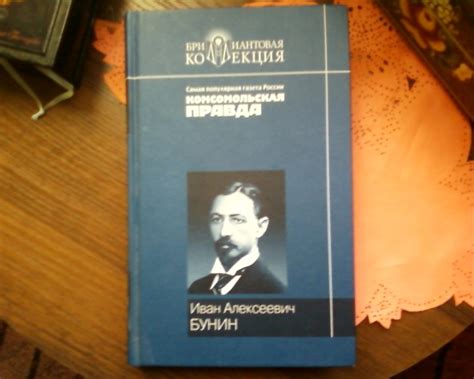 БРИЛЛИАНТОВАЯ
КОЛЛЕКЦИЯ
Самая популярная газета России
КОМСОМОЛЬСКАЯ
ПРАВДА
Иван Алексеевич
БУНИН